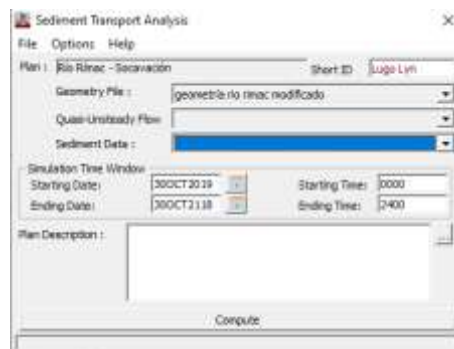 Sediment Transport Analysis
File Options Help
Plan : Rio Rimac - Socavación Short ID Lugo Lyn
Geometry File : geometria rio rimac modificado
Quasi-Unsteady Flow
Sediment Data :
Simulation Time Window
Starting Date: 30OCT2019 Starting Time: 0000
Ending Date: 30OCT2118 Ending Time: 2400
Plan Description :
...
Compute